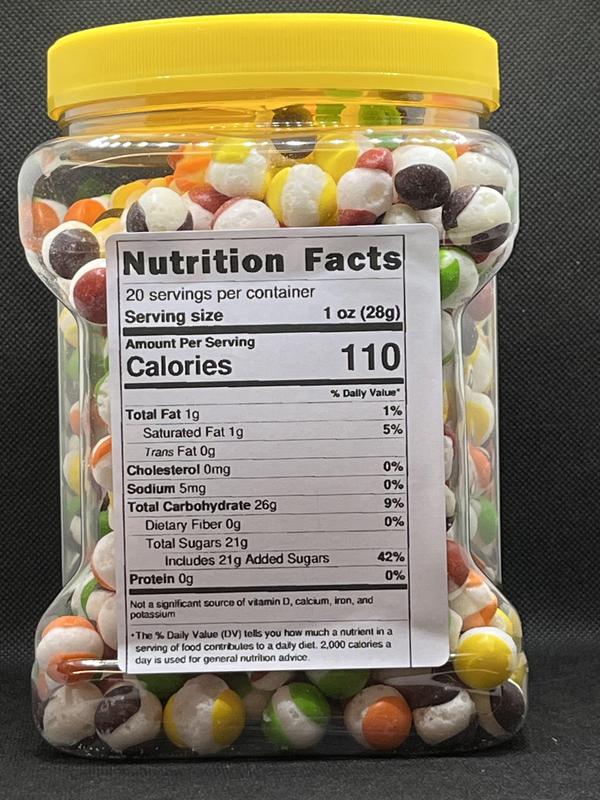 Nutrition Facts
20 servings per container
Serving size 1 oz (28g)
Amount Per Serving
Calories 110
% Daily Value*
Total Fat 1g 1%
Saturated Fat 1g 5%
Trans Fat 0g
Cholesterol 0mg 0%
Sodium 5mg 0%
Total Carbohydrate 26g 9%
Dietary Fiber 0g 0%
Total Sugars 21g
Includes 21g Added Sugars 42%
Protein 0g 0%
Not a significant source of vitamin D, calcium, iron, and
potassium
*The % Daily Value (DV) tells you how much a nutrient in a
serving of food contributes to a daily diet. 2,000 calories a
day is used for general nutrition advice.